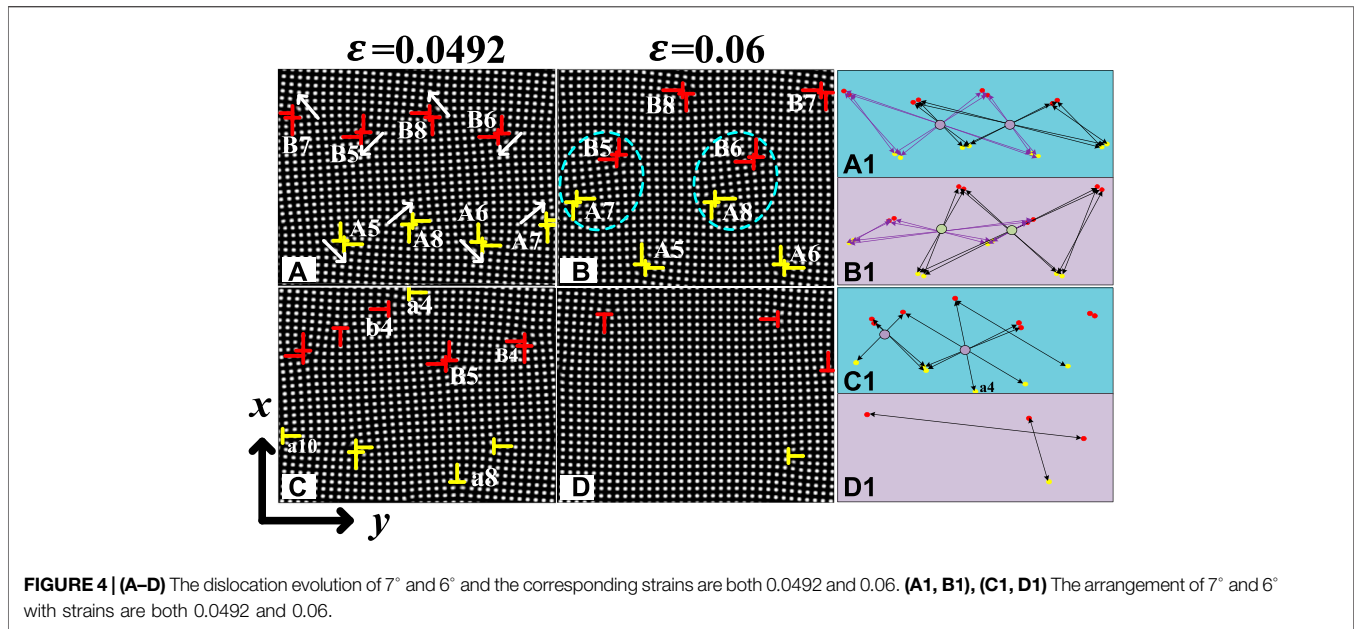 ε=0.0492 ε=0.06
B7 B5 B8 B6
A5 A8 A6 A7
A
B8 B7
B5 B6
A7 A8
A5 A6
B
A1
B1
a4
b4
B5 B4
a10
a8
C
D
a4
C1
D1
x
y
FIGURE 4 | (A–D) The dislocation evolution of 7° and 6° and the corresponding strains are both 0.0492 and 0.06. (A1, B1), (C1, D1) The arrangement of 7° and 6°
with strains are both 0.0492 and 0.06.